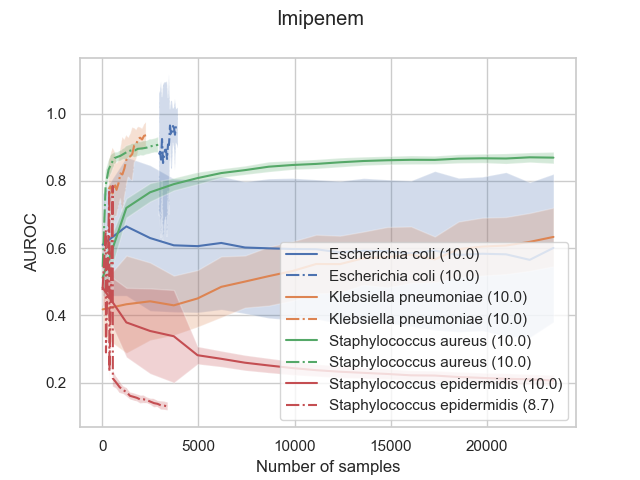 Imipenem
AUROC
1.0
0.8
0.6
0.4
0.2
Escherichia coli (10.0)
Escherichia coli (10.0)
Klebsiella pneumoniae (10.0)
Klebsiella pneumoniae (10.0)
Staphylococcus aureus (10.0)
Staphylococcus aureus (10.0)
Staphylococcus epidermidis (10.0)
Staphylococcus epidermidis (8.7)
0 5000 10000 15000 20000
Number of samples